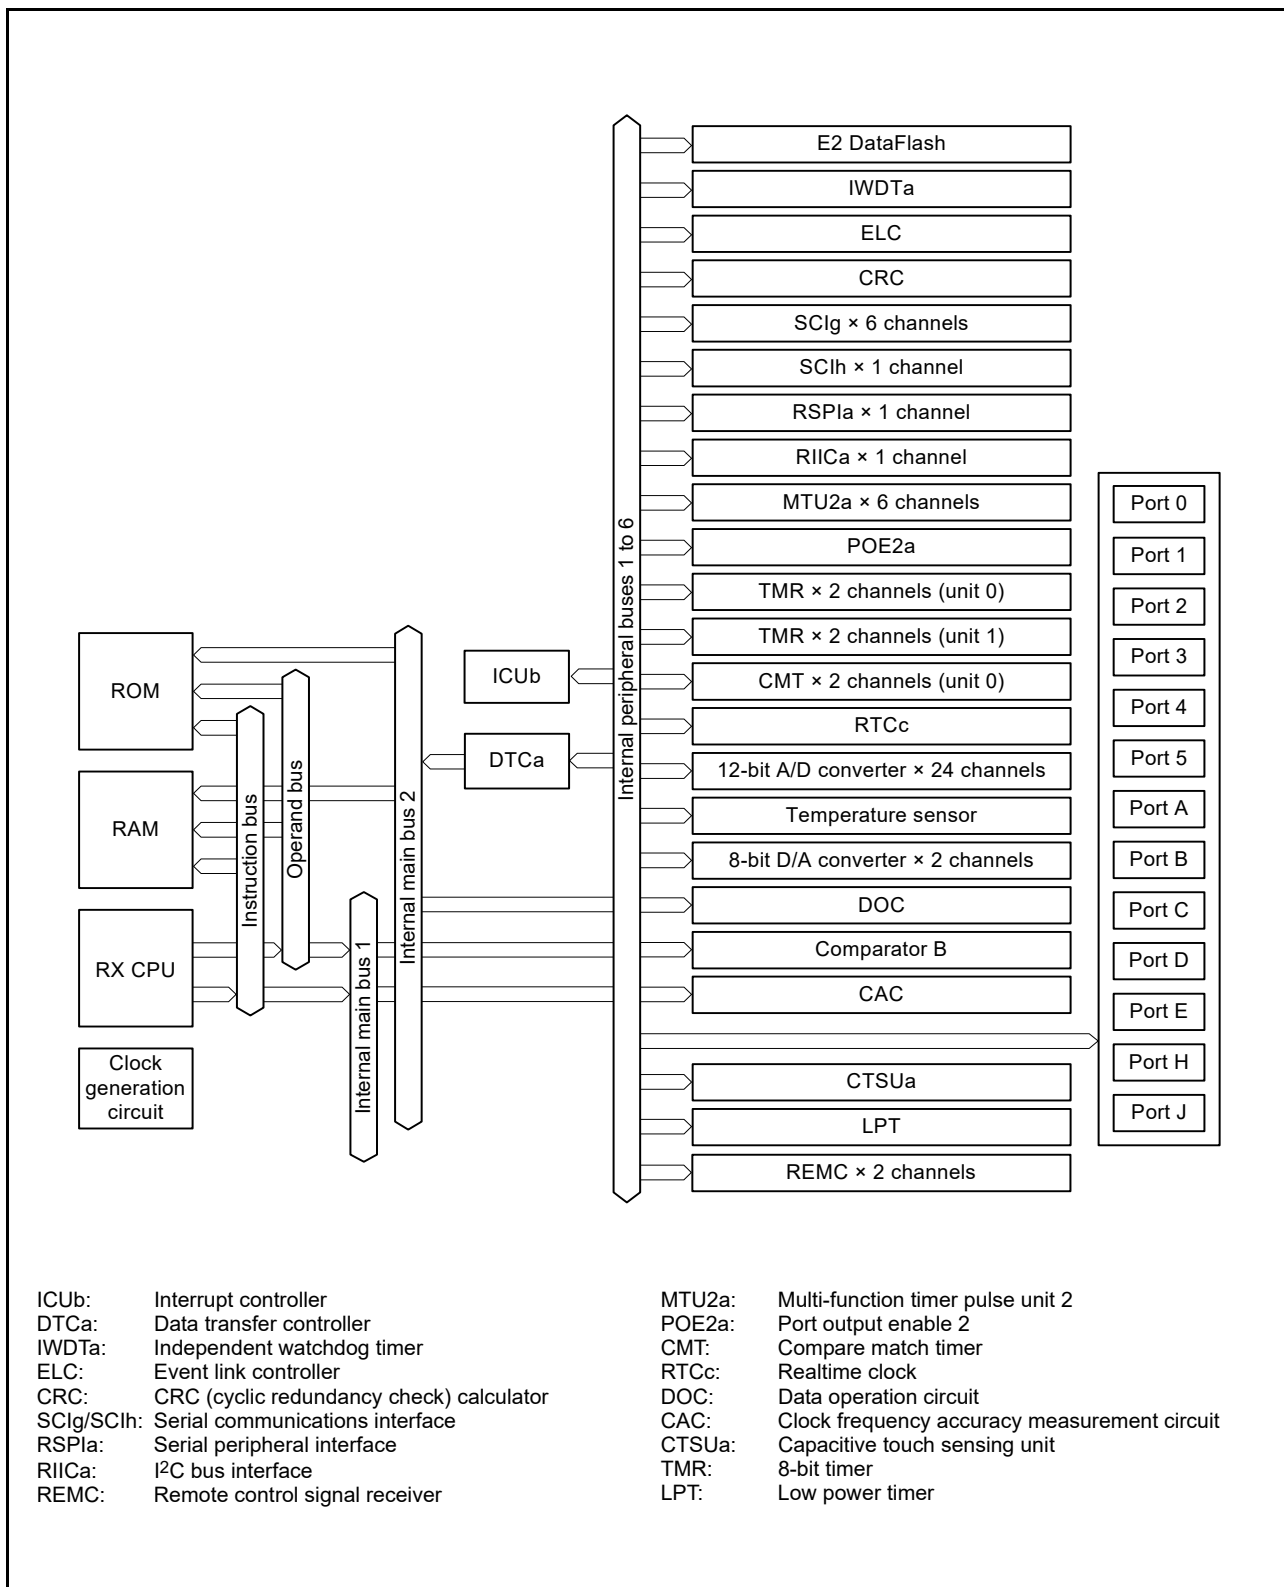 E2 DataFlash
IWDTa
ELC
CRC
SCIg × 6 channels
SCIh × 1 channel
RSPIa × 1 channel
RIICa × 1 channel
MTU2a × 6 channels
POE2a
TMR × 2 channels (unit 0)
TMR × 2 channels (unit 1)
CMT × 2 channels (unit 0)
RTCc
12-bit A/D converter × 24 channels
Temperature sensor
8-bit D/A converter × 2 channels
DOC
Comparator B
CAC
CTSUa
LPT
REMC × 2 channels
Port 0
Port 1
Port 2
Port 3
Port 4
Port 5
Port A
Port B
Port C
Port D
Port E
Port H
Port J
Internal peripheral buses 1 to 6
ICUb
DTCa
ROM
RAM
RX CPU
Clock
generation
circuit
Instruction bus
Operand bus
Internal main bus 1
Internal main bus 2
ICUb: Interrupt controller
DTCa: Data transfer controller
IWDTa: Independent watchdog timer
ELC: Event link controller
CRC: CRC (cyclic redundancy check) calculator
SCIg/SCIh: Serial communications interface
RSPIa: Serial peripheral interface
RIICa: I²C bus interface
REMC: Remote control signal receiver
MTU2a: Multi-function timer pulse unit 2
POE2a: Port output enable 2
CMT: Compare match timer
RTCc: Realtime clock
DOC: Data operation circuit
CAC: Clock frequency accuracy measurement circuit
CTSUa: Capacitive touch sensing unit
TMR: 8-bit timer
LPT: Low power timer